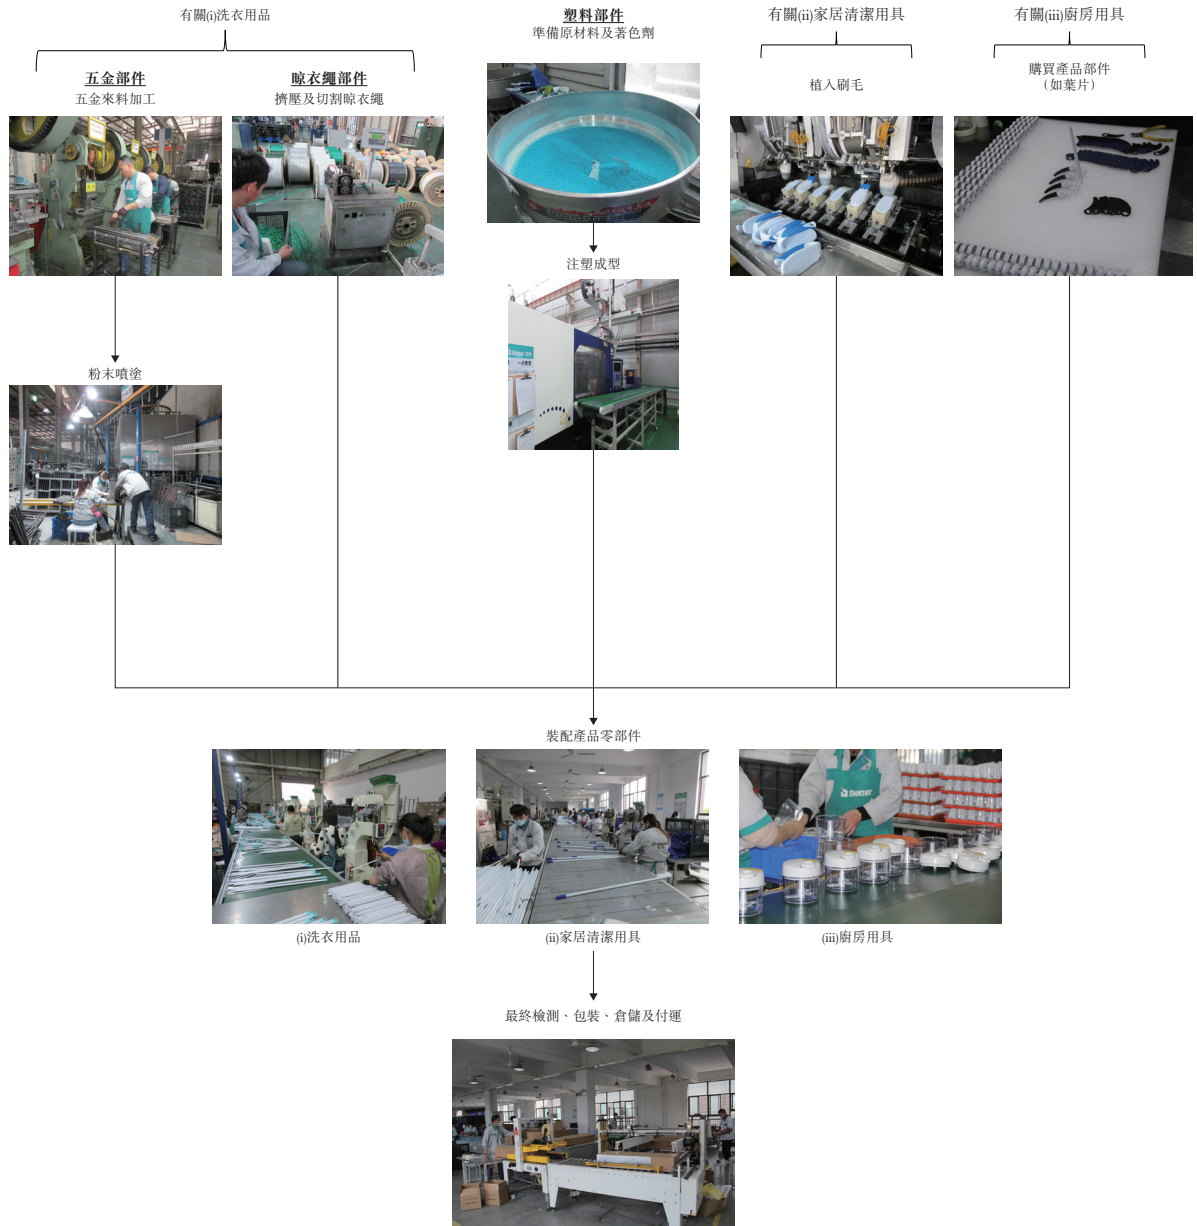 有關(i)洗衣用品
塑料部件
準備原材料及著色劑
有關(ii)家居清潔用具
有關(iii)廚房用具
五金部件
五金來料加工
晾衣繩部件
擠壓及切割晾衣繩
植入刷毛
購買產品部件
（如葉片）
注塑成型
粉末噴塗
裝配產品零部件
Better
(i)洗衣用品
(ii)家居清潔用具
(iii)廚房用具
最終檢測、包裝、倉儲及付運